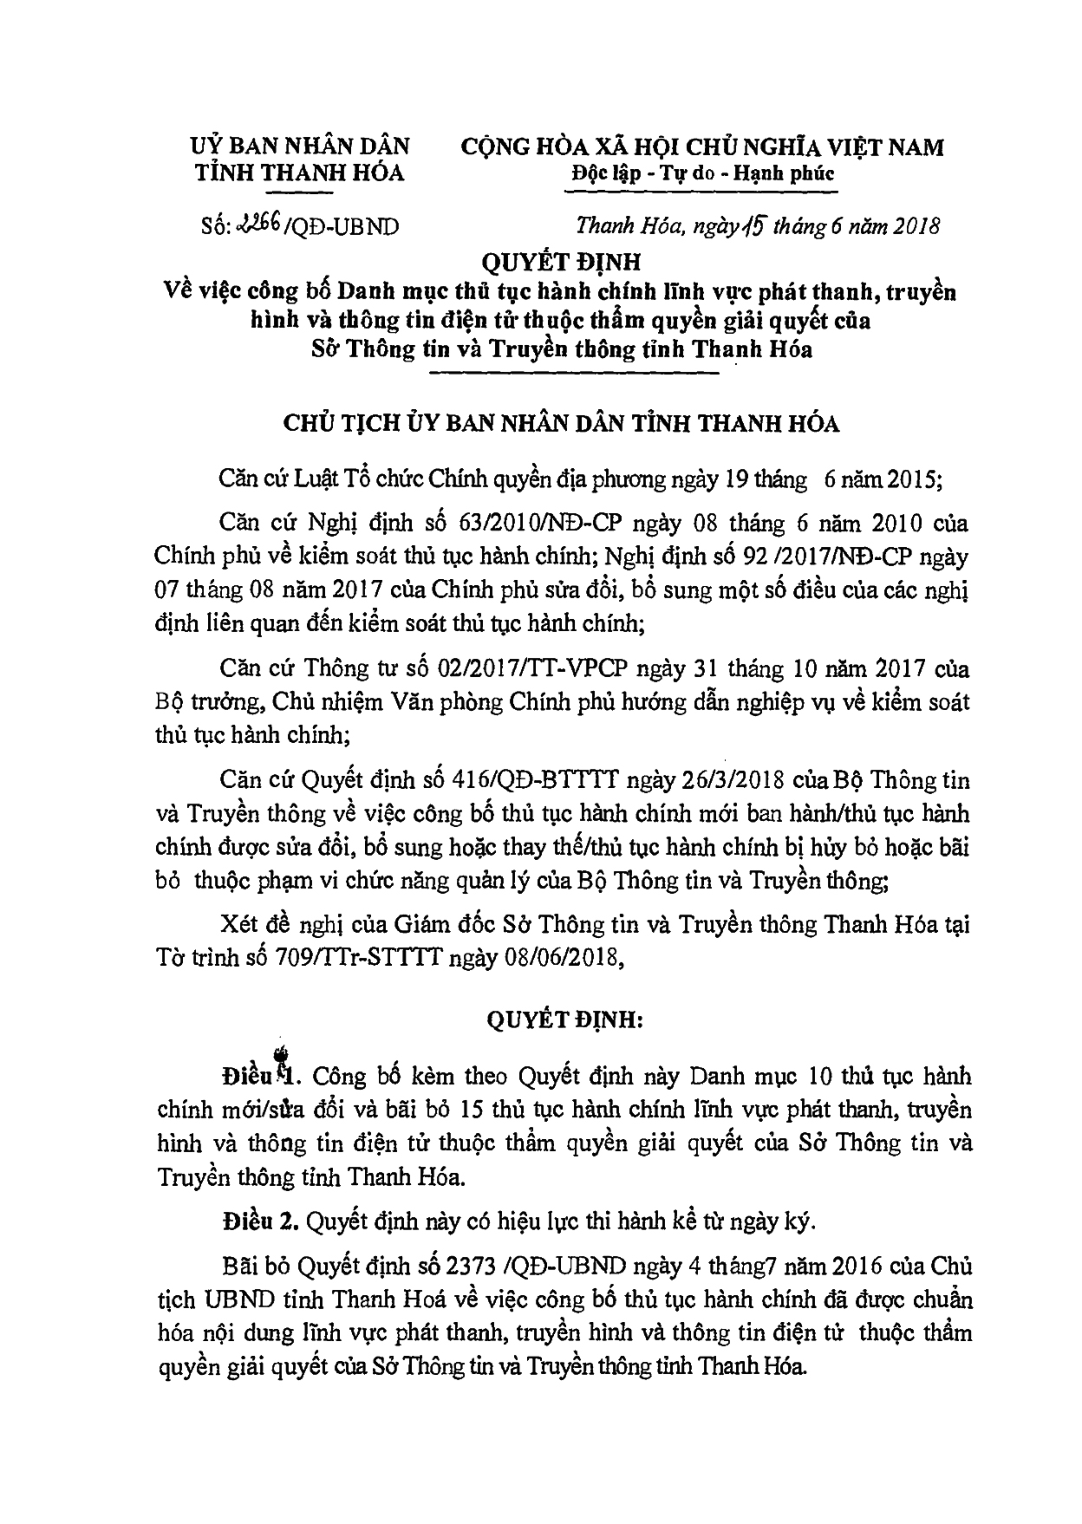 UỶ BAN NHÂN DÂN
TỈNH THANH HÓA
CỘNG HÒA XÃ HỘI CHỦ NGHĨA VIỆT NAM
Độc lập - Tự do - Hạnh phúc
Số: 2266/QĐ-UBND
Thanh Hóa, ngày 15 tháng 6 năm 2018
QUYẾT ĐỊNH
Về việc công bố Danh mục thủ tục hành chính lĩnh vực phát thanh, truyền
hình và thông tin điện tử thuộc thẩm quyền giải quyết của
Sở Thông tin và Truyền thông tỉnh Thanh Hóa
CHỦ TỊCH ỦY BAN NHÂN DÂN TỈNH THANH HÓA
Căn cứ Luật Tổ chức Chính quyền địa phương ngày 19 tháng 6 năm 2015;
Căn cứ Nghị định số 63/2010/NĐ-CP ngày 08 tháng 6 năm 2010 của
Chính phủ về kiểm soát thủ tục hành chính; Nghị định số 92 /2017/NĐ-CP ngày
07 tháng 08 năm 2017 của Chính phủ sửa đổi, bổ sung một số điều của các nghị
định liên quan đến kiểm soát thủ tục hành chính;
Căn cứ Thông tư số 02/2017/TT-VPCP ngày 31 tháng 10 năm 2017 của
Bộ trưởng, Chủ nhiệm Văn phòng Chính phủ hướng dẫn nghiệp vụ về kiểm soát
thủ tục hành chính;
Căn cứ Quyết định số 416/QĐ-BTTTT ngày 26/3/2018 của Bộ Thông tin
và Truyền thông về việc công bố thủ tục hành chính mới ban hành/thủ tục hành
chính được sửa đổi, bổ sung hoặc thay thế/thủ tục hành chính bị hủy bỏ hoặc bãi
bỏ thuộc phạm vi chức năng quản lý của Bộ Thông tin và Truyền thông;
Xét đề nghị của Giám đốc Sở Thông tin và Truyền thông Thanh Hóa tại
Tờ trình số 709/TTr-STTTT ngày 08/06/2018,
QUYẾT ĐỊNH:
Điều 1. Công bố kèm theo Quyết định này Danh mục 10 thủ tục hành
chính mới/sửa đổi và bãi bỏ 15 thủ tục hành chính lĩnh vực phát thanh, truyền
hình và thông tin điện tử thuộc thẩm quyền giải quyết của Sở Thông tin và
Truyền thông tỉnh Thanh Hóa.
Điều 2. Quyết định này có hiệu lực thi hành kể từ ngày ký.
Bãi bỏ Quyết định số 2373 /QĐ-UBND ngày 4 tháng7 năm 2016 của Chủ
tịch UBND tỉnh Thanh Hoá về việc công bố thủ tục hành chính đã được chuẩn
hóa nội dung lĩnh vực phát thanh, truyền hình và thông tin điện tử thuộc thẩm
quyền giải quyết của Sở Thông tin và Truyền thông tỉnh Thanh Hóa.